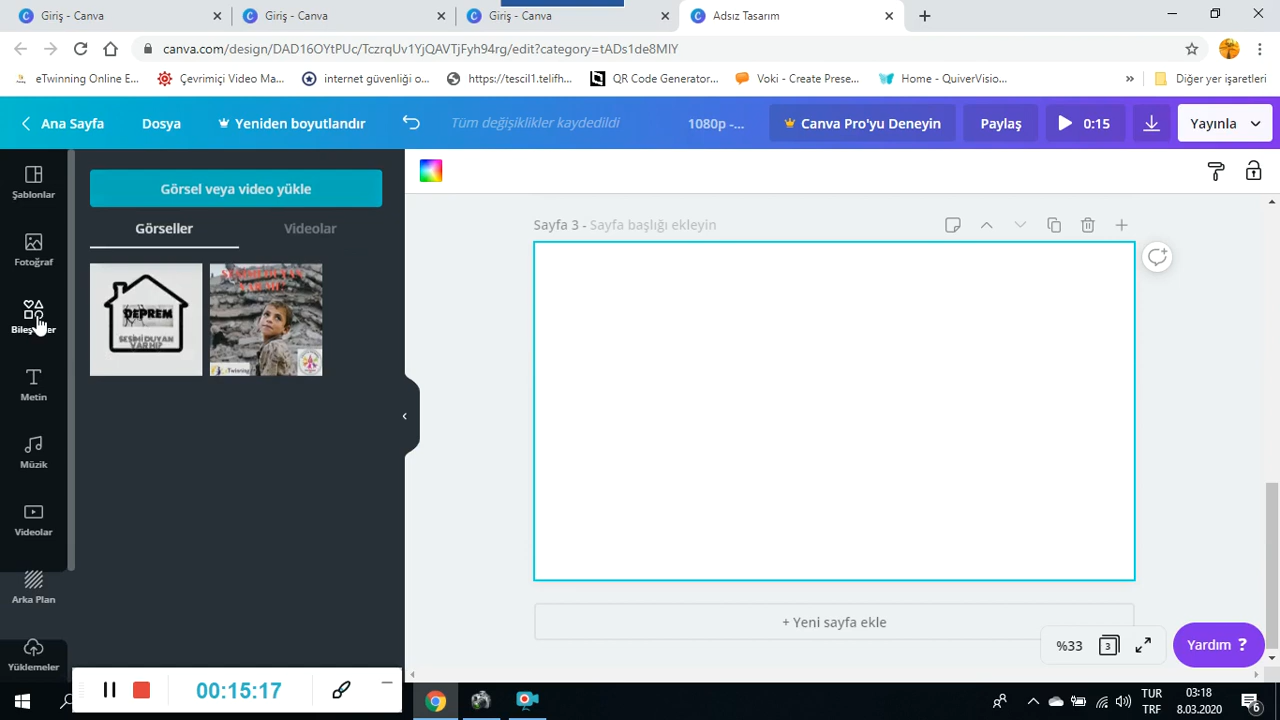 Giriş - Canva
Giriş - Canva
Giriş - Canva
Adsız Tasarım
canva.com/design/DAD16OYtPUc/TczrqUv1YjQAVTjFyh94rg/edit?category=tADs1de8MIY
eTwinning Online E...
Çevrimiçi Video Ma...
internet güvenliği o...
https://tescil1.telifh...
QR Code Generator...
Voki - Create Prese...
Home - QuiverVisio...
»
Diğer yer işaretleri
Ana Sayfa
Dosya
Yeniden boyutlandır
Tüm değişiklikler kaydedildi
1080p -...
Canva Pro'yu Deneyin
Paylaş
0:15
Yayınla
Şablonlar
Fotoğraf
Metin
Müzik
Videolar
Arka Plan
Yüklemeler
Görsel veya video yükle
Görseller
Videolar
DEPREM
SESİMİ DUYAN
VAR MI?
Sayfa 3 - Sayfa başlığı ekleyin
+ Yeni sayfa ekle
%33
3
Yardım ?
00:15:17
TUR
TRF
03:18
8.03.2020
6